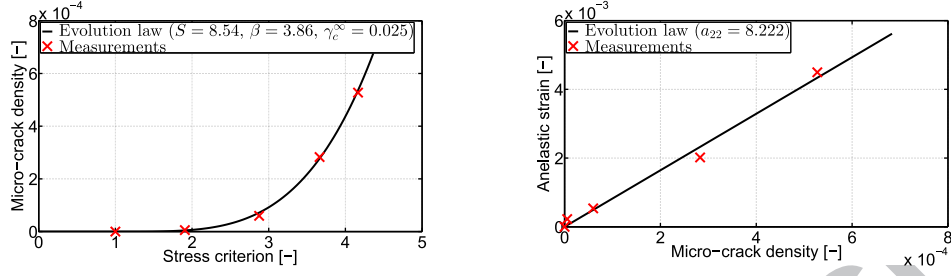 8 x 10⁻⁴
Evolution law (S = 8.54, β = 3.86, γ_c^∞ = 0.025)
Measurements
Micro−crack density [−]
6
4
2
0
0 1 2 3 4 5
Stress criterion [−]
6 x 10⁻³
Evolution law (a₂₂ = 8.222)
Measurements
Anelastic strain [−]
4
2
0
0 2 4 6 8
Micro−crack density [−]
x 10⁻⁴